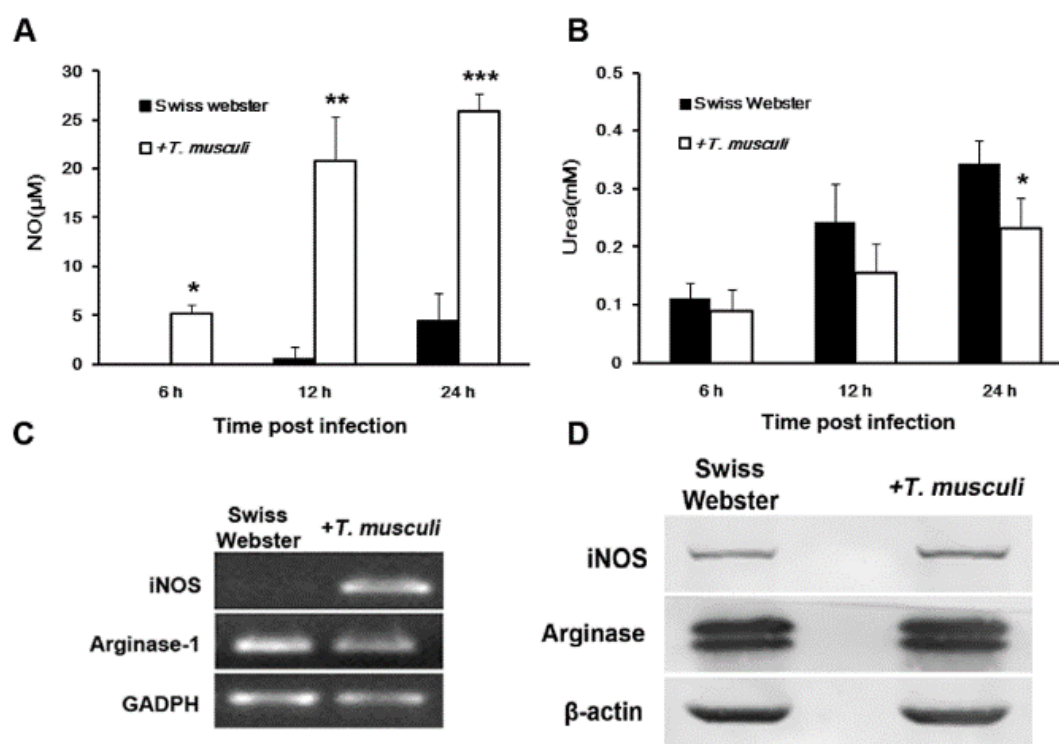 A
NO(μM)
30
25
20
15
10
5
0
Swiss webster
+T. musculi
*
**
***
6 h
12 h
24 h
Time post infection
B
Urea(mM)
0.5
0.4
0.3
0.2
0.1
0
Swiss Webster
+T. musculi
*
6 h
12 h
24 h
Time post infection
C
Swiss
Webster
+T. musculi
iNOS
Arginase-1
GADPH
D
Swiss
Webster
+T. musculi
iNOS
Arginase
β-actin